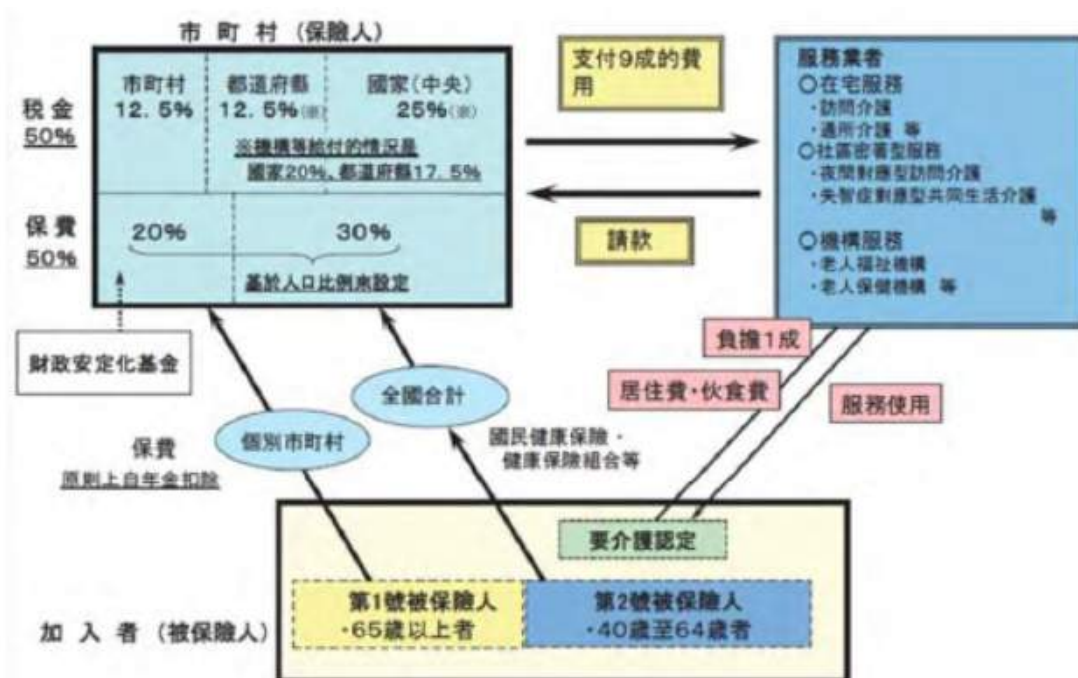 市町村（保險人）
稅金
50%
市町村
12.5%
都道府縣
12.5%(※)
國家(中央)
25%(※)
※機構等給付的情況是
國家20%、都道府縣17.5%
保費
50%
20%
30%
基於人口比例來設定
財政安定化基金
支付9成的費
用
請款
服務業者
○在宅服務
・訪問介護
・通所介護 等
○社區密著型服務
・夜間對應型訪問介護
・失智症對應型共同生活介護
等
○機構服務
・老人福祉機構
・老人保健機構 等
負擔1成
居住費・伙食費
服務使用
全國合計
個別市町村
國民健康保險・
健康保險組合等
保費
原則上自年金扣除
要介護認定
加入者（被保險人）
第1號被保險人
・65歲以上者
第2號被保險人
・40歲至64歲者